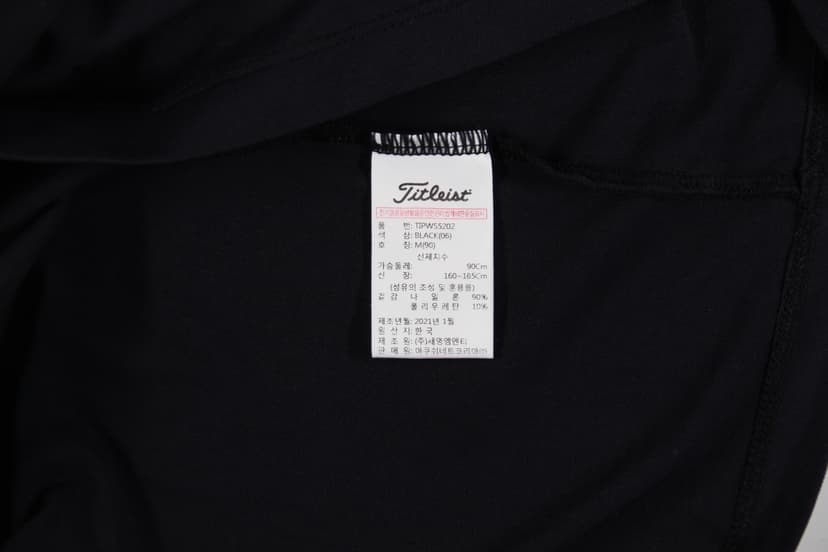 Titleist
품 번: TIPWS5202
색 상: BLACK(06)
호 칭: M(90)
신체치수
가슴둘레: 90Cm
신 장: 160~165Cm
(섬유의 조성 및 혼용율)
겉감 나 일 론 90%
폴리우레탄 10%
제조년월: 2021년 1월
원 산 지: 한 국
제 조 원: (주)세명엠엔티
판 매 원: 아쿠쉬네트코리아(주)